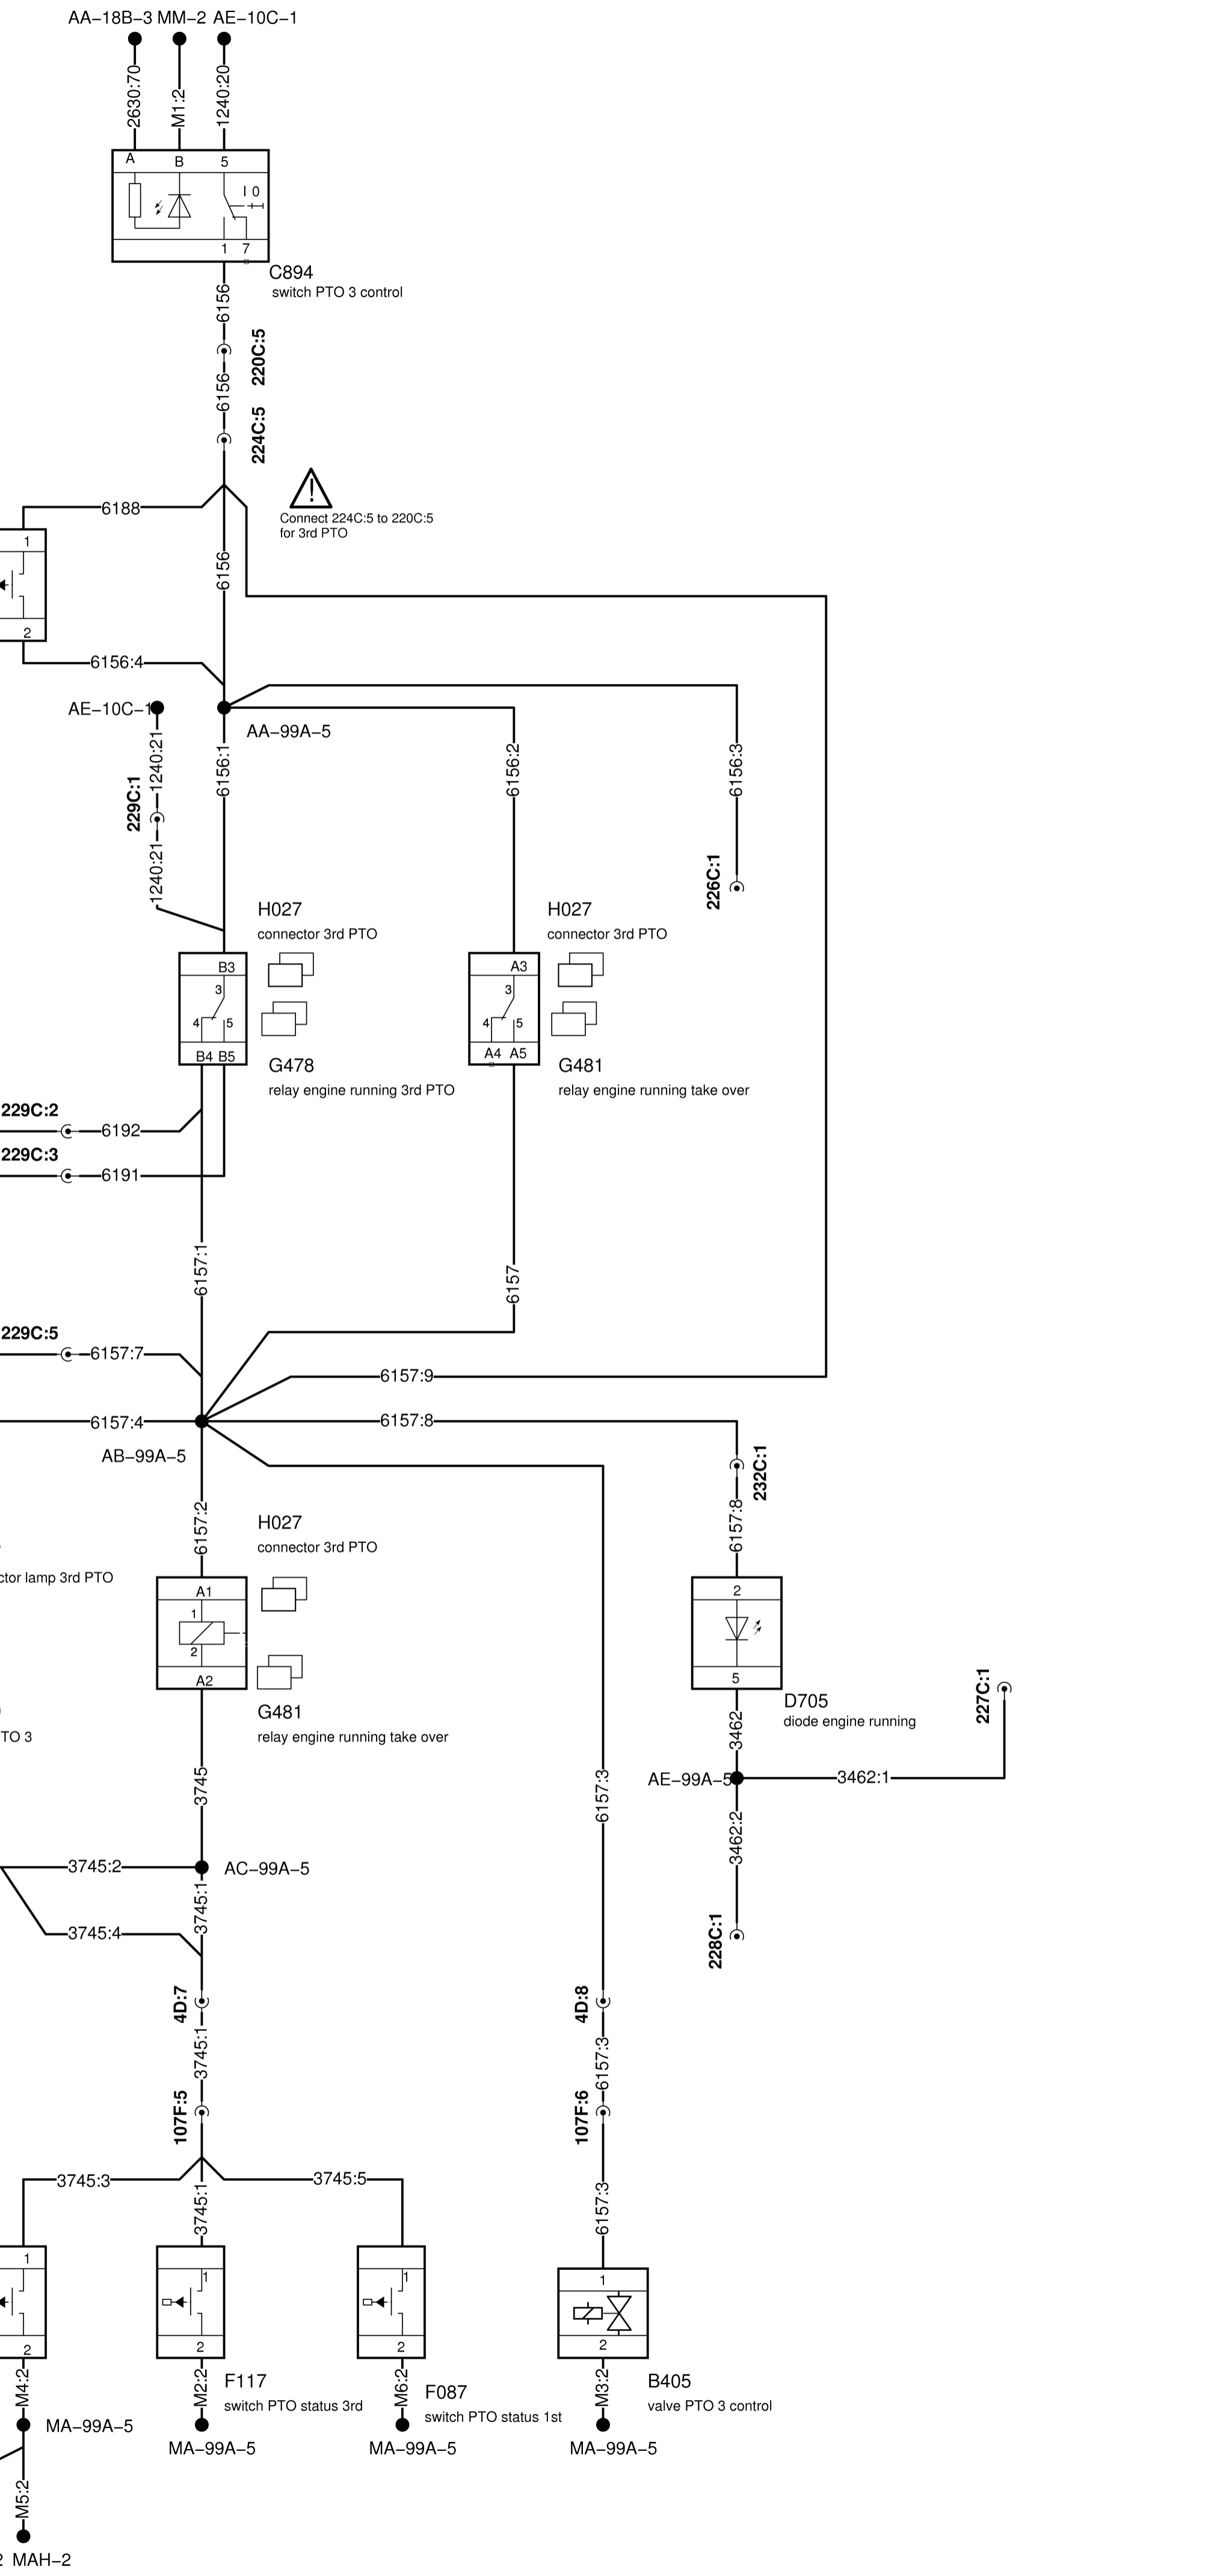 AA–18B–3 MM–2 AE–10C–1
2630:70
M1:2
1240:20
A B 5
I 0
1 7
C894
switch PTO 3 control
6156
220C:5
6156
224C:5
6188
Connect 224C:5 to 220C:5
for 3rd PTO
1
6156
2
6156:4
AE–10C–1
AA–99A–5
1240:21
6156:1
6156:2
6156:3
229C:1
1240:21
226C:1
H027
connector 3rd PTO
H027
connector 3rd PTO
B3
3
4 5
B4 B5
A3
3
4 5
A4 A5
G478
relay engine running 3rd PTO
G481
relay engine running take over
229C:2
6192
229C:3
6191
6157:1
6157
229C:5
6157:7
6157:9
6157:4
6157:8
AB–99A–5
232C:1
6157:2
6157:8
H027
connector 3rd PTO
ctor lamp 3rd PTO
A1
1
2
A2
2
5
G481
relay engine running take over
TO 3
D705
diode engine running
227C:1
3462
3745
6157:3
AE–99A–5
3462:1
3462:2
3745:2
AC–99A–5
3745:1
3745:4
228C:1
4D:7
4D:8
3745:1
6157:3
107F:5
107F:6
3745:3
3745:5
3745:1
6157:3
1
2
1
2
1
2
1
2
M4:2
M2:2
M6:2
M3:2
F117
switch PTO status 3rd
F087
switch PTO status 1st
B405
valve PTO 3 control
MA–99A–5
MA–99A–5
MA–99A–5
MA–99A–5
M5:2
2 MAH–2